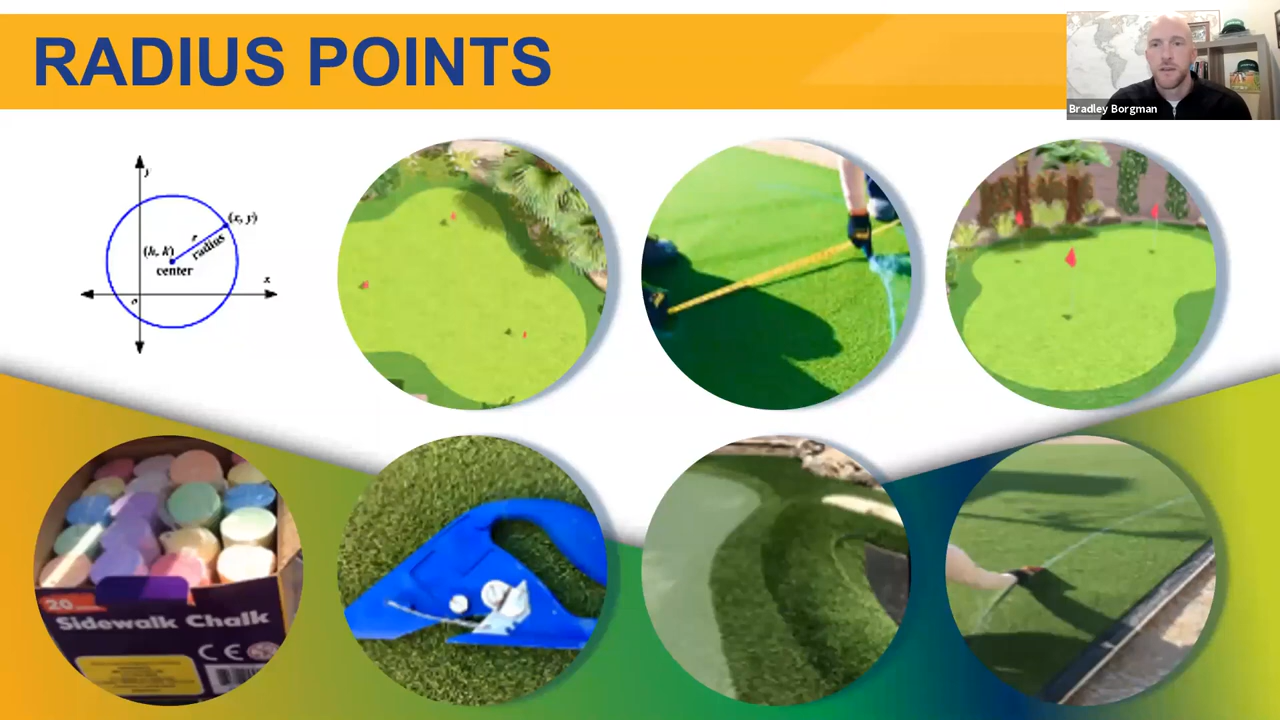 RADIUS POINTS
Bradley Borgman
y
(x, y)
r
radius
(h, k)
center
x
o
20
Sidewalk Chalk
CE